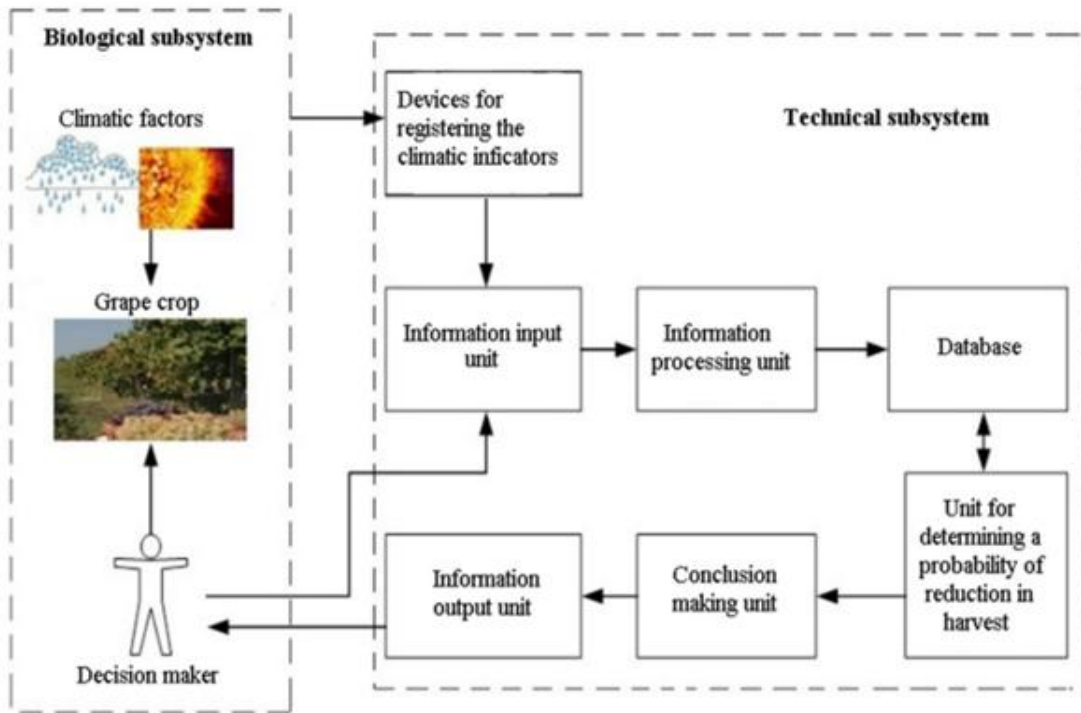 Biological subsystem
Climatic factors
Grape crop
Decision maker
Devices for
registering the
climatic inficators
Technical subsystem
Information input
unit
Information
processing unit
Database
Unit for
determining a
probability of
reduction in
harvest
Conclusion
making unit
Information
output unit